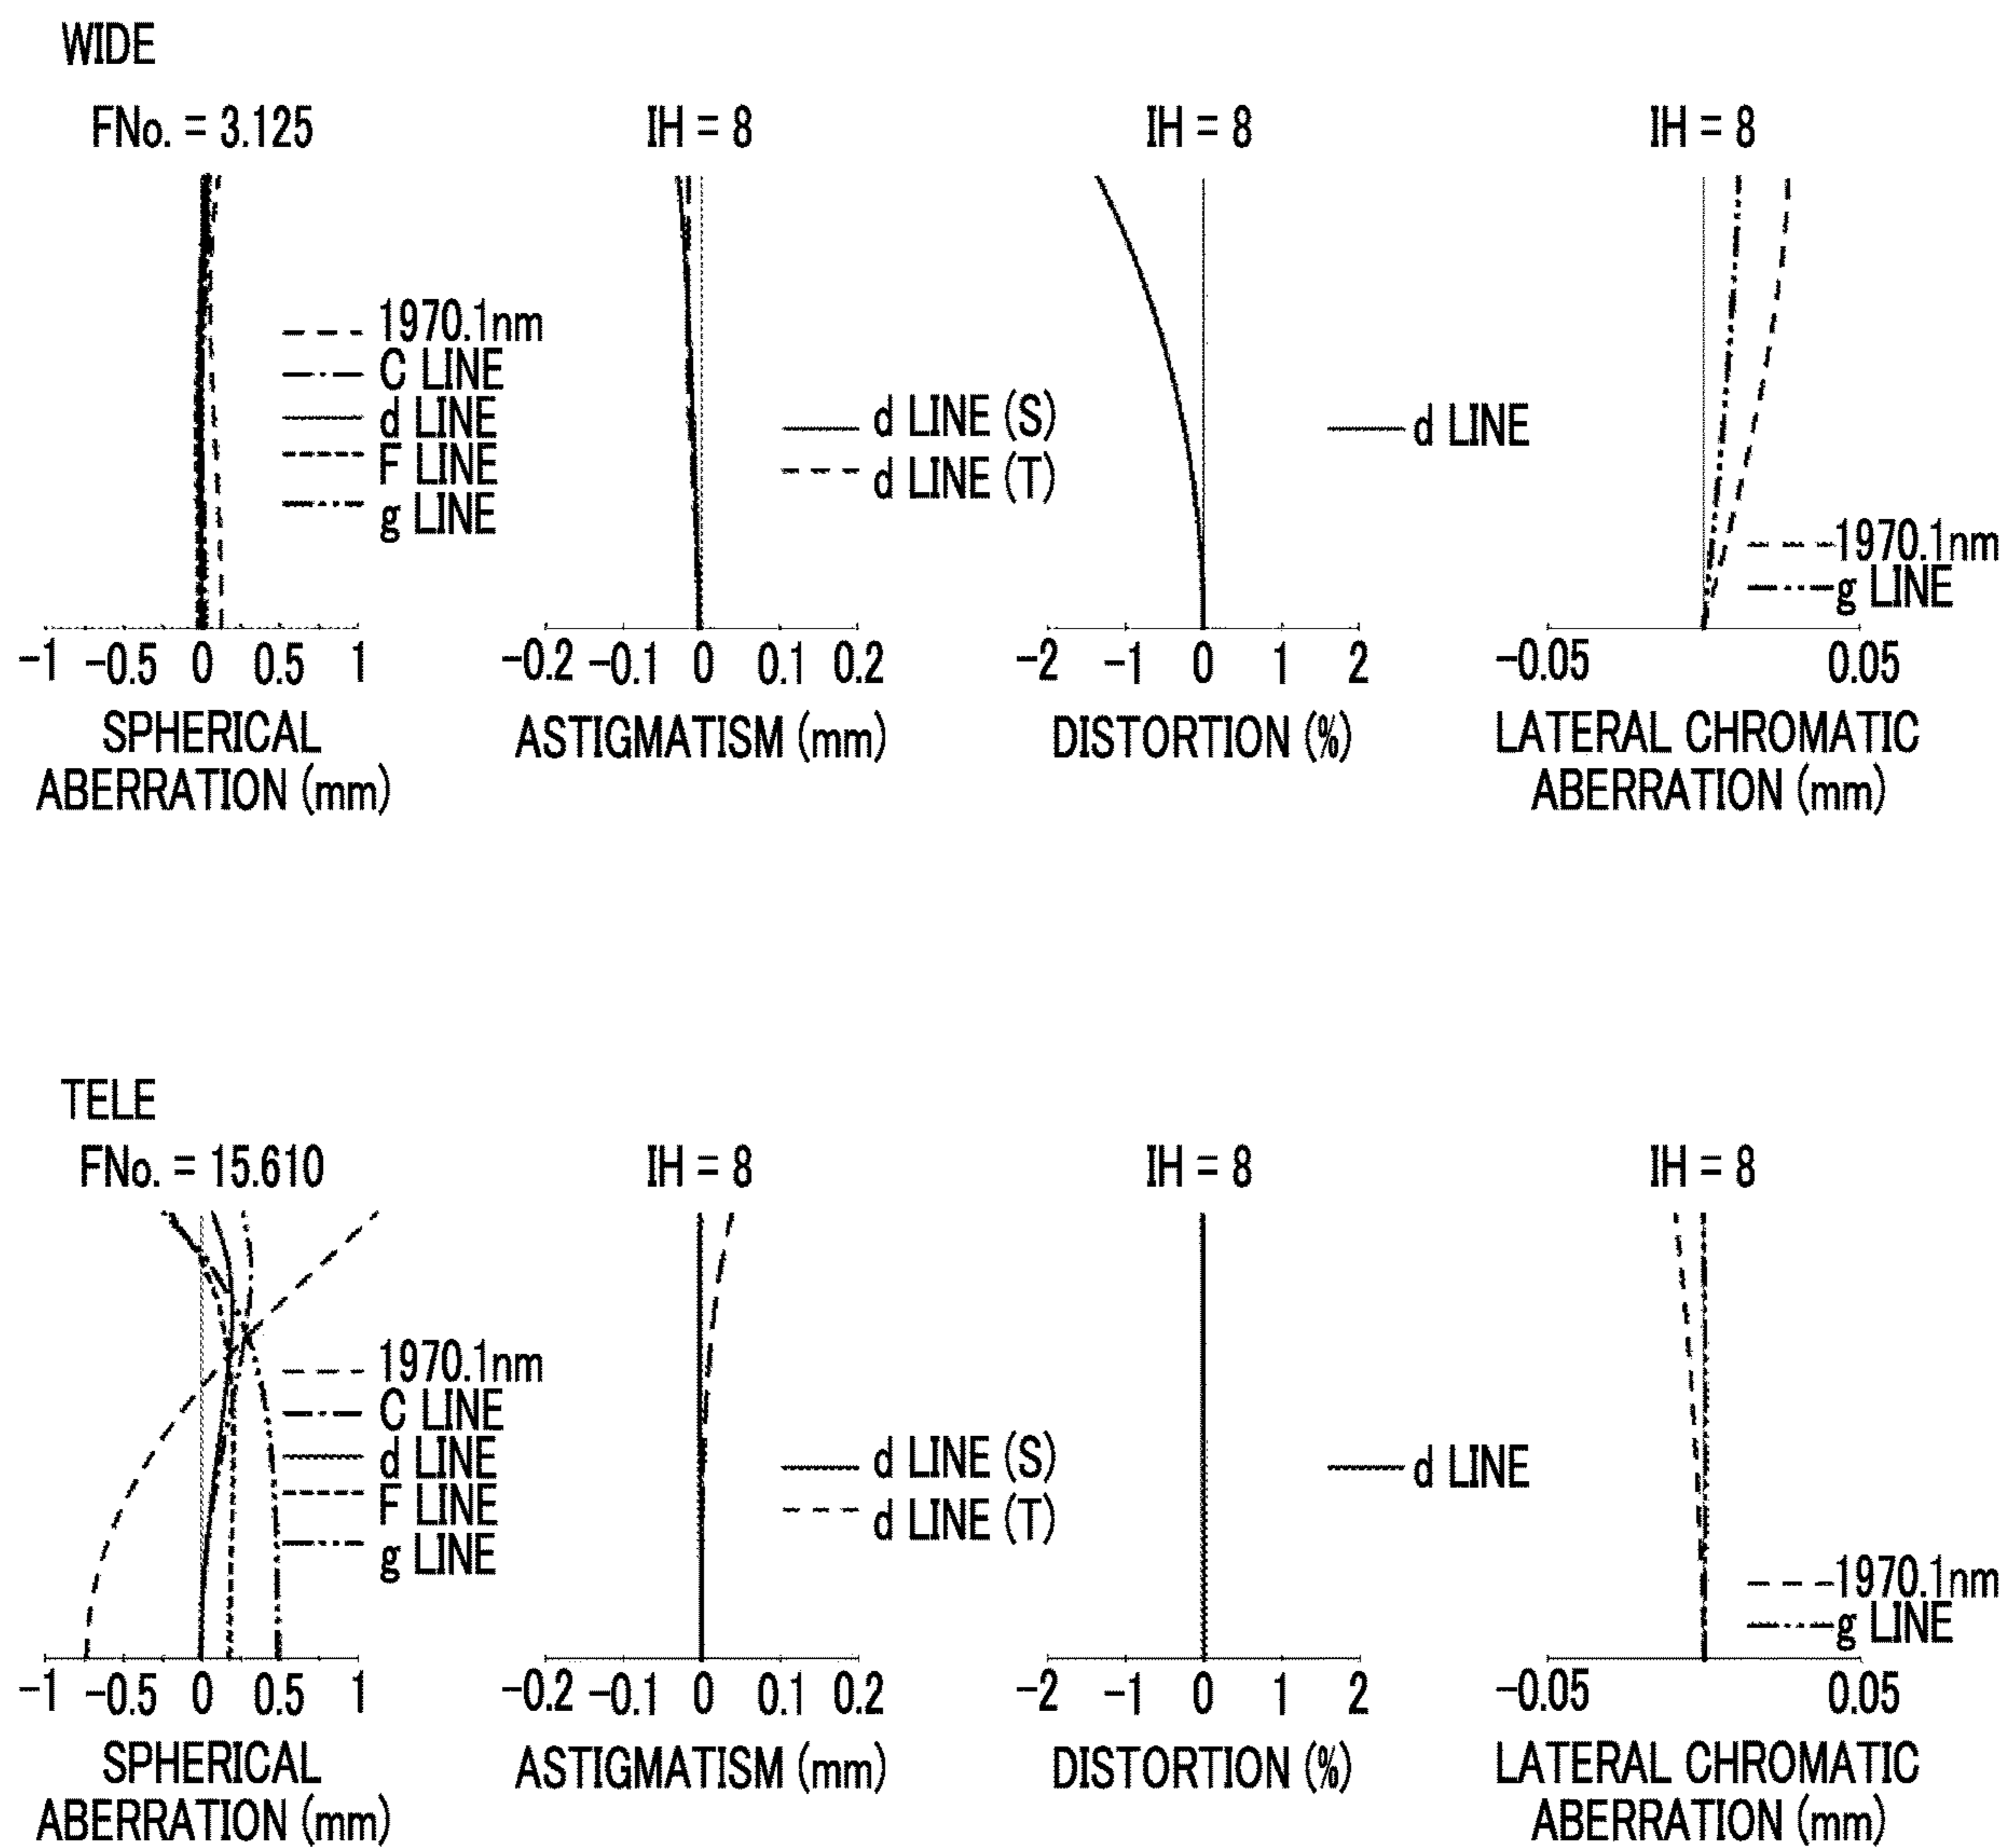 WIDE
FNo. = 3.125
IH = 8
IH = 8
IH = 8
1970.1nm
C LINE
d LINE
F LINE
g LINE
d LINE (S)
d LINE (T)
d LINE
1970.1nm
g LINE
-1 -0.5 0 0.5 1
-0.2 -0.1 0 0.1 0.2
-2 -1 0 1 2
-0.05 0.05
SPHERICAL
ABERRATION (mm)
ASTIGMATISM (mm)
DISTORTION (%)
LATERAL CHROMATIC
ABERRATION (mm)
TELE
FNo. = 15.610
IH = 8
IH = 8
IH = 8
1970.1nm
C LINE
d LINE
F LINE
g LINE
d LINE (S)
d LINE (T)
d LINE
1970.1nm
g LINE
-1 -0.5 0 0.5 1
-0.2 -0.1 0 0.1 0.2
-2 -1 0 1 2
-0.05 0.05
SPHERICAL
ABERRATION (mm)
ASTIGMATISM (mm)
DISTORTION (%)
LATERAL CHROMATIC
ABERRATION (mm)